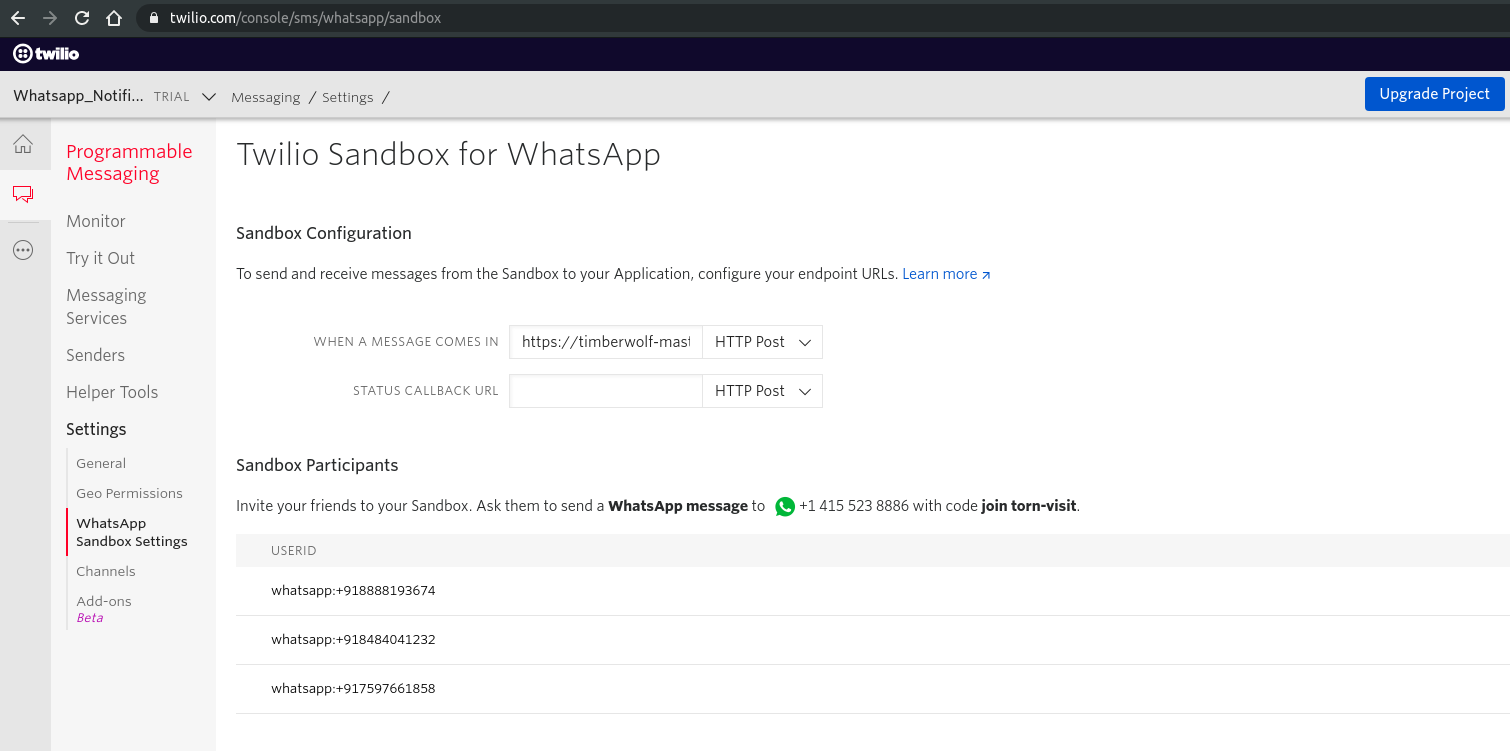 twilio.com/console/sms/whatsapp/sandbox
twilio
Whatsapp_Notifi... TRIAL Messaging / Settings / Upgrade Project
Programmable
Messaging
Monitor
Try it Out
Messaging
Services
Senders
Helper Tools
Settings
General
Geo Permissions
WhatsApp
Sandbox Settings
Channels
Add-ons
Beta
Twilio Sandbox for WhatsApp
Sandbox Configuration
To send and receive messages from the Sandbox to your Application, configure your endpoint URLs. Learn more
WHEN A MESSAGE COMES IN https://timberwolf-mast HTTP Post
STATUS CALLBACK URL HTTP Post
Sandbox Participants
Invite your friends to your Sandbox. Ask them to send a WhatsApp message to +1 415 523 8886 with code join torn-visit.
USERID
whatsapp:+918888193674
whatsapp:+918484041232
whatsapp:+917597661858